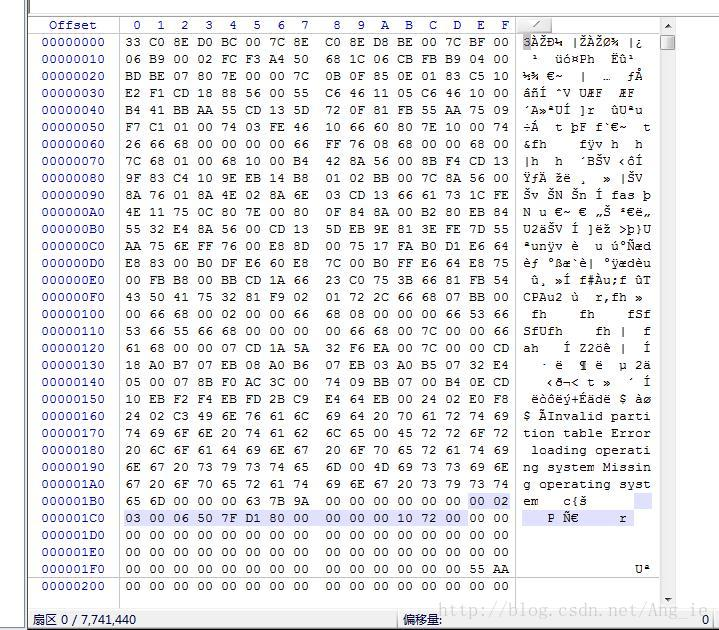 Offset 0 1 2 3 4 5 6 7 8 9 A B C D E F
00000000 33 C0 8E D0 BC 00 7C 8E C0 8E D8 BE 00 7C BF 00 3ÀŽÐ¼ |ŽÀŽØ¾ |¿
00000010 06 B9 00 02 FC F3 A4 50 68 1C 06 CB FB B9 04 00 ¹ üó¤Ph Ëû¹
00000020 BD BE 07 80 7E 00 00 7C 0B 0F 85 0E 01 83 C5 10 ½¾ €~ | … ƒÅ
00000030 E2 F1 CD 18 88 56 00 55 C6 46 11 05 C6 46 10 00 âñÍ ˆV UÆF ÆF
00000040 B4 41 BB AA 55 CD 13 5D 72 0F 81 FB 55 AA 75 09 ´A»ªUÍ ]r ûUªu
00000050 F7 C1 01 00 74 03 FE 46 10 66 60 80 7E 10 00 74 ÷Á t þF f`€~ t
00000060 26 66 68 00 00 00 00 66 FF 76 08 68 00 00 68 00 &fh fÿv h h
00000070 7C 68 01 00 68 10 00 B4 42 8A 56 00 8B F4 CD 13 |h h ´BŠV ‹ôÍ
00000080 9F 83 C4 10 9E EB 14 B8 01 02 BB 00 7C 8A 56 00 ŸƒÄ žë ¸ » |ŠV
00000090 8A 76 01 8A 4E 02 8A 6E 03 CD 13 66 61 73 1C FE Šv ŠN Šn Í fas þ
000000A0 4E 11 75 0C 80 7E 00 80 0F 84 8A 00 B2 80 EB 84 N u €~ € „Š ²€ë„
000000B0 55 32 E4 8A 56 00 CD 13 5D EB 9E 81 3E FE 7D 55 U2äŠV Í ]ëž >þ}U
000000C0 AA 75 6E FF 76 00 E8 8D 00 75 17 FA B0 D1 E6 64 ªunÿv è u ú°Ñæd
000000D0 E8 83 00 B0 DF E6 60 E8 7C 00 B0 FF E6 64 E8 75 èƒ °ßæ`è| °ÿædèu
000000E0 00 FB B8 00 BB CD 1A 66 23 C0 75 3B 66 81 FB 54 û¸ »Í f#Àu;f ûT
000000F0 43 50 41 75 32 81 F9 02 01 72 2C 66 68 07 BB 00 CPAu2 ù r,fh »
00000100 00 66 68 00 02 00 00 66 68 08 00 00 00 66 53 66 fh fh fSf
00000110 53 66 55 66 68 00 00 00 00 66 68 00 7C 00 00 66 SfUfh fh | f
00000120 61 68 00 00 07 CD 1A 5A 32 F6 EA 00 7C 00 00 CD ah Í Z2öê | Í
00000130 18 A0 B7 07 EB 08 A0 B6 07 EB 03 A0 B5 07 32 E4 · ë ¶ ë µ 2ä
00000140 05 00 07 8B F0 AC 3C 00 74 09 BB 07 00 B4 0E CD ‹ð¬< t » ´ Í
00000150 10 EB F2 F4 EB FD 2B C9 E4 64 EB 00 24 02 E0 F8 ëòôëý+Éädë $ àø
00000160 24 02 C3 49 6E 76 61 6C 69 64 20 70 61 72 74 69 $ ÃInvalid parti
00000170 74 69 6F 6E 20 74 61 62 6C 65 00 45 72 72 6F 72 tion table Error
00000180 20 6C 6F 61 64 69 6E 67 20 6F 70 65 72 61 74 69 loading operati
00000190 6E 67 20 73 79 73 74 65 6D 00 4D 69 73 73 69 6E ng system Missin
000001A0 67 20 6F 70 65 72 61 74 69 6E 67 20 73 79 73 74 g operating syst
000001B0 65 6D 00 00 00 63 7B 9A 00 00 00 00 00 00 00 02 em c{š
000001C0 03 00 06 50 7F D1 80 00 00 00 00 10 72 00 00 00 P Ñ€ r
000001D0 00 00 00 00 00 00 00 00 00 00 00 00 00 00 00 00
000001E0 00 00 00 00 00 00 00 00 00 00 00 00 00 00 00 00
000001F0 00 00 00 00 00 00 00 00 00 00 00 00 00 00 55 AA Uª
00000200 00 00 00 00 00 00 00 00 00 00 00 00 00 00 00 00
扇区 0 / 7,741,440 偏移量: 0
http://blog.csdn.net/Ang_ie